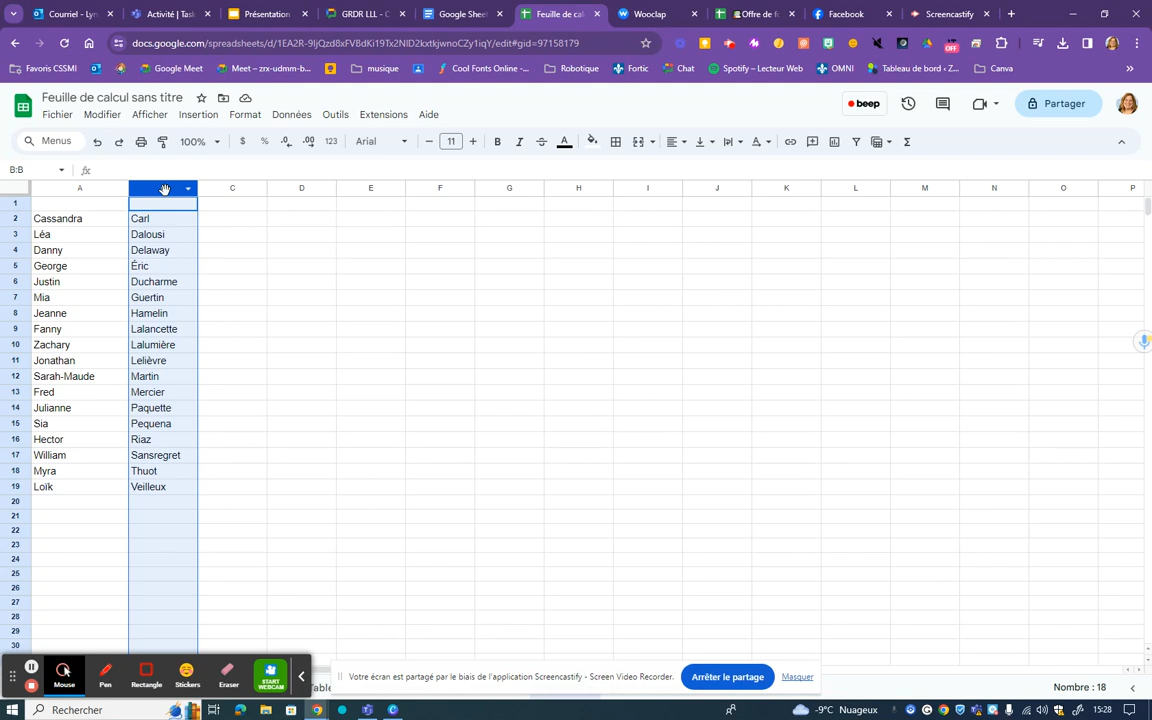 Courriel - Lyn
Activité | Task
Présentation
GRDR LLL - C
Google Sheet
Feuille de cal
Wooclap
Offre de fo
Facebook
Screencastify
docs.google.com/spreadsheets/d/1EA2R-9IjQzd8xFVBdKi19Tx2NlD2kxtkjwnoCZy1iqY/edit#gid=97158179
OFF
Favoris CSSMI
Google Meet
Meet – zrx-udmm-b...
musique
Cool Fonts Online -...
Robotique
Fortic
Chat
Spotify – Lecteur Web
OMNI
Tableau de bord ‹ Z...
Canva
Feuille de calcul sans titre
beep
Partager
Fichier Modifier Afficher Insertion Format Données Outils Extensions Aide
Menus 100% $ % .0 .00 123 Arial 11 B I S A Σ
B:B fx
A C D E F G H I J K L M N O P
1
2 Cassandra Carl
3 Léa Dalousi
4 Danny Delaway
5 George Éric
6 Justin Ducharme
7 Mia Guertin
8 Jeanne Hamelin
9 Fanny Lalancette
10 Zachary Lalumière
11 Jonathan Lelièvre
12 Sarah-Maude Martin
13 Fred Mercier
14 Julianne Paquette
15 Sia Pequena
16 Hector Riaz
17 William Sansregret
18 Myra Thuot
19 Loïk Veilleux
20
21
22
23
24
25
26
27
28
29
30
Mouse
Pen
Rectangle
Stickers
Eraser
START WEBCAM
Votre écran est partagé par le biais de l'application Screencastify - Screen Video Recorder.
Arrêter le partage
Masquer
Nombre : 18
Rechercher
-9°C Nuageux
15:28